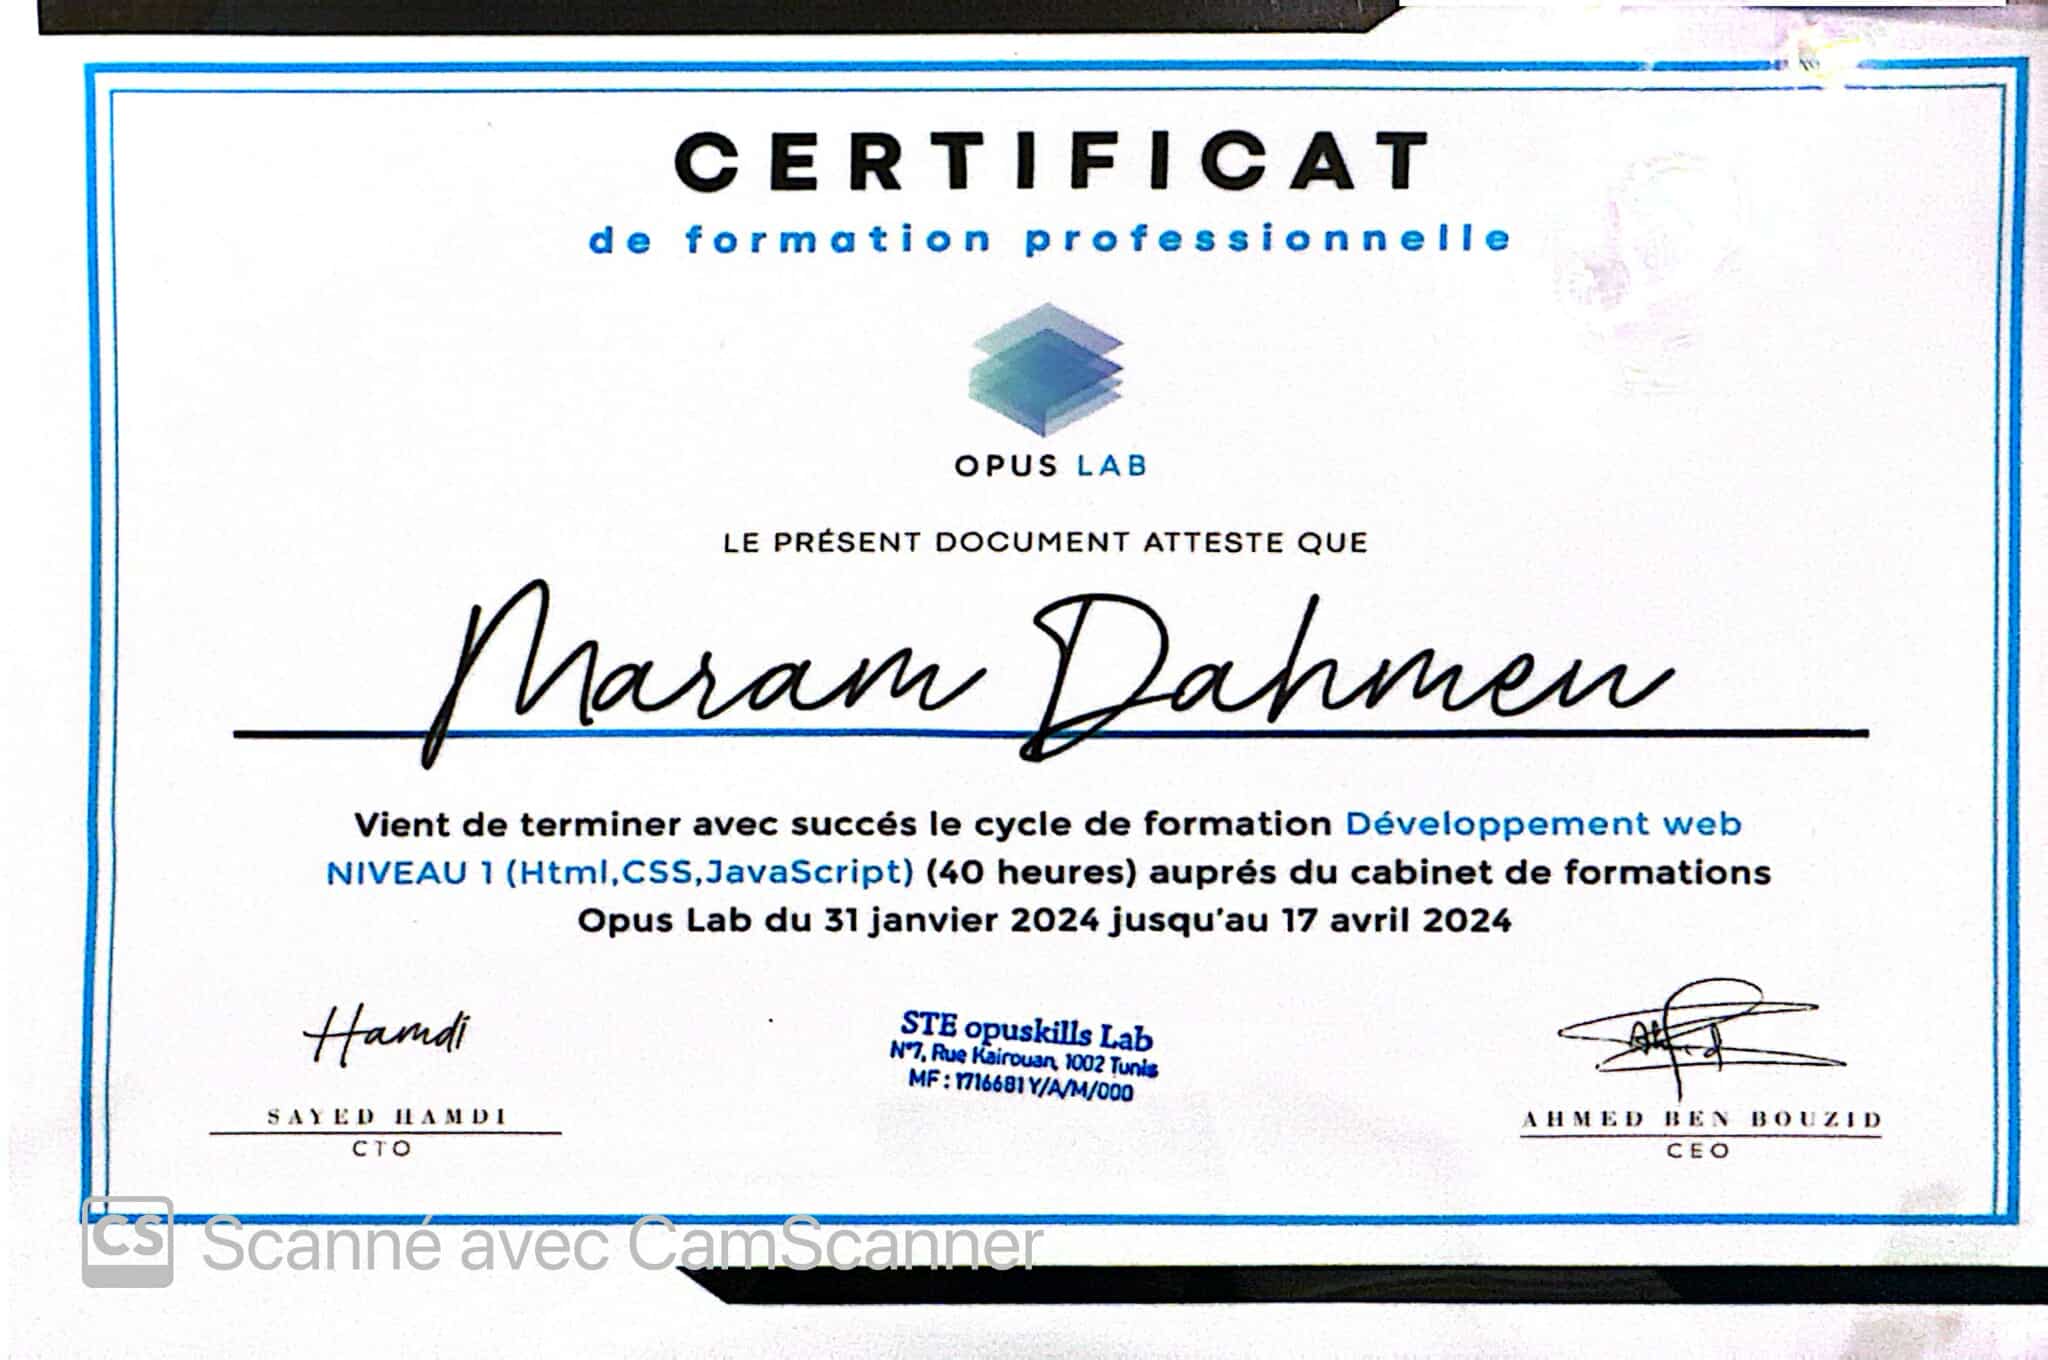 CERTIFICAT
de formation professionnelle
OPUS LAB
LE PRÉSENT DOCUMENT ATTESTE QUE
Maram Dahmen
Vient de terminer avec succés le cycle de formation Développement web
NIVEAU 1 (Html,CSS,JavaScript) (40 heures) auprés du cabinet de formations
Opus Lab du 31 janvier 2024 jusqu'au 17 avril 2024
Hamdi
SAYED HAMDI
CTO
STE opuskills Lab
N°7, Rue Kairouan, 1002 Tunis
MF : 1716681 Y/A/M/000
Ahmed
AHMED BEN BOUZID
CEO
CS Scanné avec CamScanner